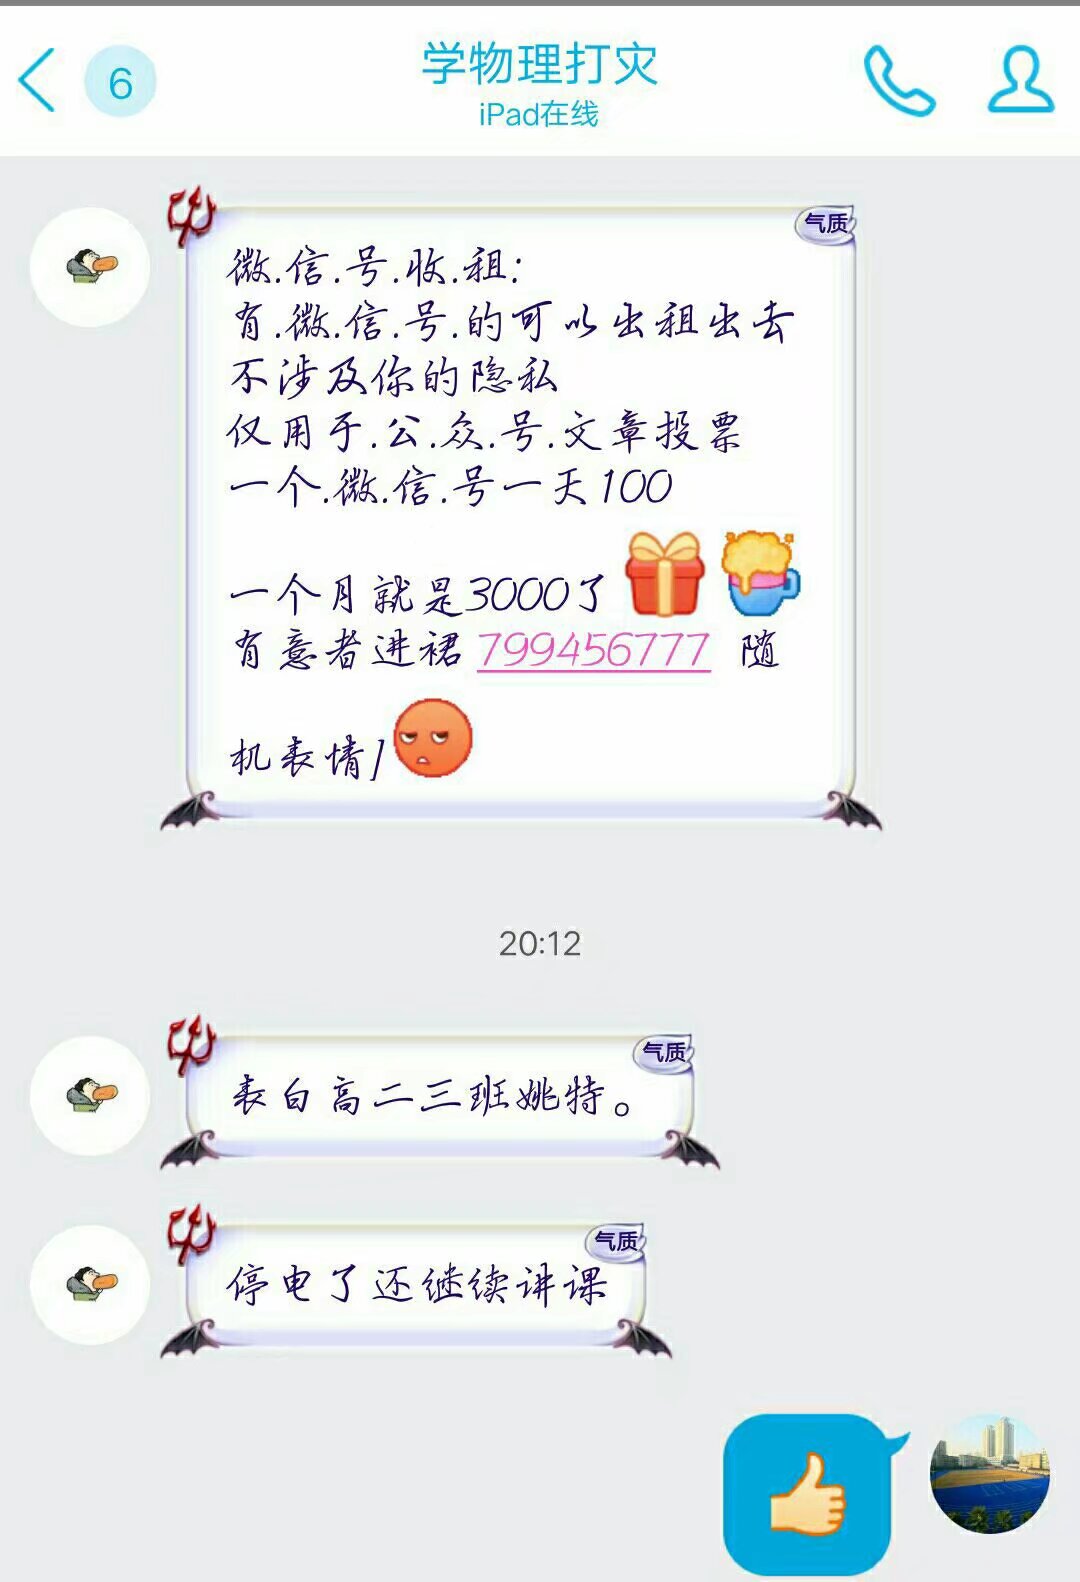 6
学物理打灾
iPad在线
气质
微.信.号.收.租:
有.微.信.号.的可以出租出去
不涉及你的隐私
仅用于.公.众.号.文章投票
一个.微.信.号一天100
一个月就是3000了
有意者进裙 799456777 随
机表情]
20:12
气质
表白高二三班姚特。
气质
停电了还继续讲课